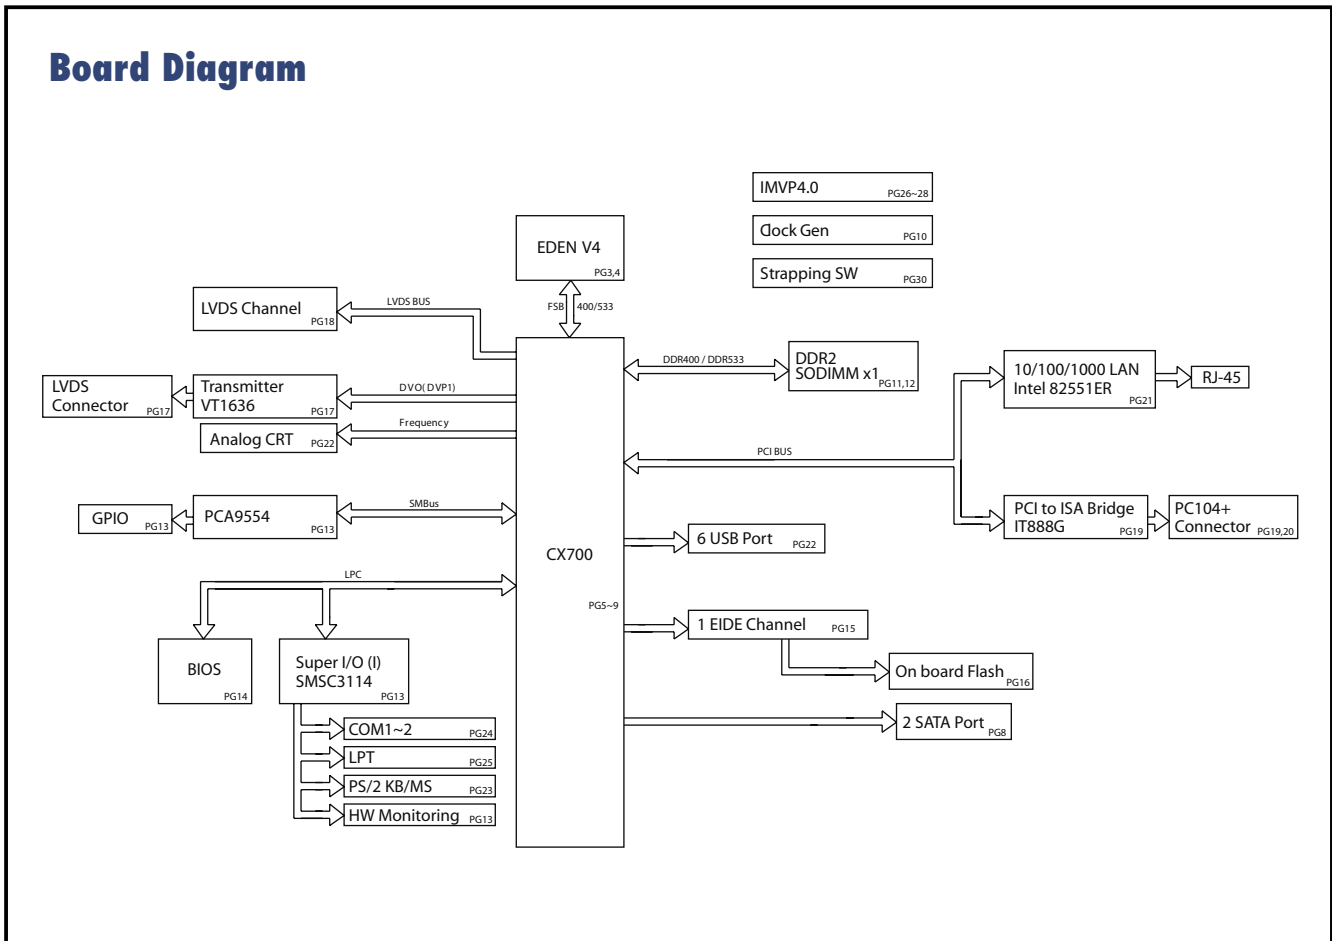 Board Diagram
IMVP4.0
PG26~28
Clock Gen
PG10
Strapping SW
PG30
EDEN V4
PG3,4
FSB
400/533
LVDS Channel
PG18
LVDS BUS
LVDS
Connector
PG17
Transmitter
VT1636
PG17
DVO(DVP1)
Analog CRT
PG22
Frequency
GPIO
PG13
PCA9554
PG13
SMBus
LPC
BIOS
PG14
Super I/O (I)
SMSC3114
PG13
COM1~2
PG24
LPT
PG25
PS/2 KB/MS
PG23
HW Monitoring
PG13
CX700
PG5~9
DDR400 / DDR533
DDR2
SODIMM x1
PG11,12
PCI BUS
10/100/1000 LAN
Intel 82551ER
PG21
RJ-45
PCI to ISA Bridge
IT888G
PG19
PC104+
Connector
PG19,20
6 USB Port
PG22
1 EIDE Channel
PG15
On board Flash
PG16
2 SATA Port
PG8